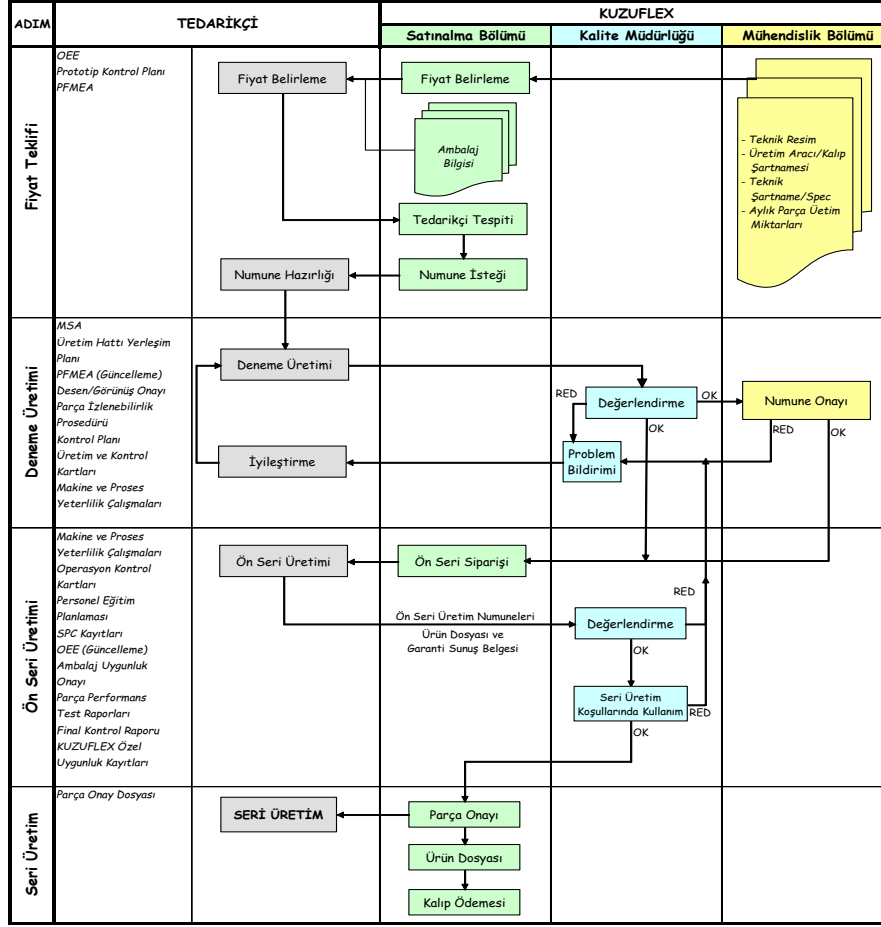 ADIM
TEDARİKÇİ
KUZUFLEX
Satınalma Bölümü
Kalite Müdürlüğü
Mühendislik Bölümü
Fiyat Teklifi
OEE
Prototip Kontrol Planı
PFMEA
Fiyat Belirleme
Fiyat Belirleme
Ambalaj
Bilgisi
- Teknik Resim
- Üretim Aracı/Kalıp
Şartnamesi
- Teknik
Şartname/Spec
- Aylık Parça Üetim
Miktarları
Tedarikçi Tespiti
Numune Hazırlığı
Numune İsteği
Deneme Üretimi
MSA
Üretim Hattı Yerleşim
Planı
PFMEA (Güncelleme)
Desen/Görünüş Onayı
Parça İzlenebilirlik
Prosedürü
Kontrol Planı
Üretim ve Kontrol
Kartları
Makine ve Proses
Yeterlilik Çalışmaları
Deneme Üretimi
RED
Değerlendirme
OK
Numune Onayı
OK
RED
OK
İyileştirme
Problem
Bildirimi
Ön Seri Üretimi
Makine ve Proses
Yeterlilik Çalışmaları
Operasyon Kontrol
Kartları
Personel Eğitim
Planlaması
SPC Kayıtları
OEE (Güncelleme)
Ambalaj Uygunluk
Onayı
Parça Performans
Test Raporları
Final Kontrol Raporu
KUZUFLEX Özel
Uygunluk Kayıtları
Ön Seri Üretimi
Ön Seri Siparişi
RED
Ön Seri Üretim Numuneleri
Ürün Dosyası ve
Garanti Sunuş Belgesi
Değerlendirme
OK
Seri Üretim
Koşullarında Kullanım
RED
OK
Seri Üretim
Parça Onay Dosyası
SERİ ÜRETİM
Parça Onayı
Ürün Dosyası
Kalıp Ödemesi